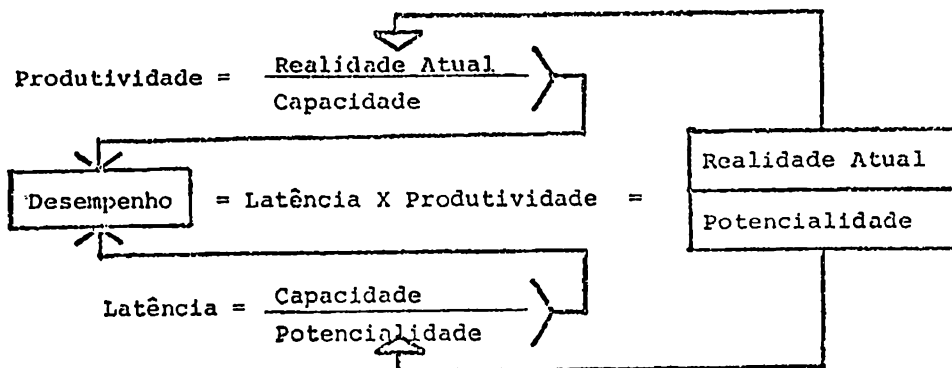 Produtividade = Realidade Atual
Capacidade
Desempenho = Latência X Produtividade = Realidade Atual
Potencialidade
Latência = Capacidade
Potencialidade